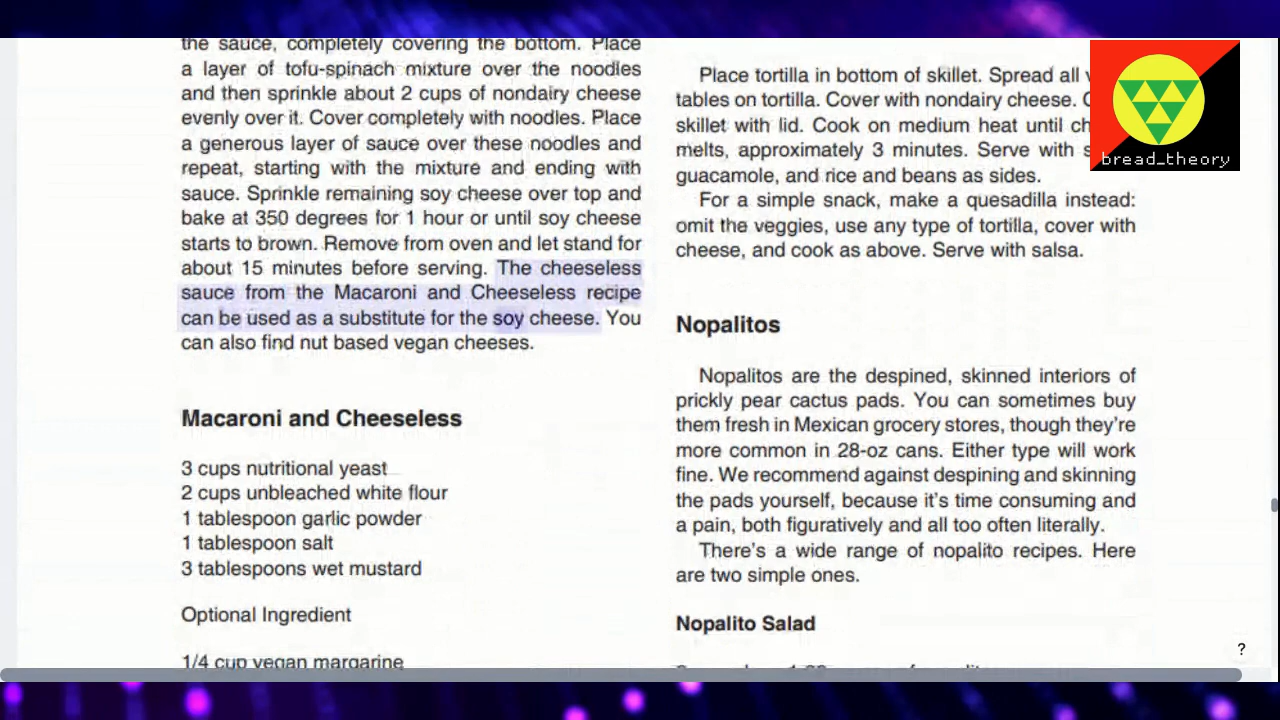 the sauce, completely covering the bottom. Place
a layer of tofu-spinach mixture over the noodles
and then sprinkle about 2 cups of nondairy cheese
evenly over it. Cover completely with noodles. Place
a generous layer of sauce over these noodles and
repeat, starting with the mixture and ending with
sauce. Sprinkle remaining soy cheese over top and
bake at 350 degrees for 1 hour or until soy cheese
starts to brown. Remove from oven and let stand for
about 15 minutes before serving. The cheeseless
sauce from the Macaroni and Cheeseless recipe
can be used as a substitute for the soy cheese. You
can also find nut based vegan cheeses.
Macaroni and Cheeseless
3 cups nutritional yeast
2 cups unbleached white flour
1 tablespoon garlic powder
1 tablespoon salt
3 tablespoons wet mustard
Optional Ingredient
1/4 cup vegan margarine
Place tortilla in bottom of skillet. Spread all
tables on tortilla. Cover with nondairy cheese.
skillet with lid. Cook on medium heat until
melts, approximately 3 minutes. Serve with
guacamole, and rice and beans as sides.
For a simple snack, make a quesadilla instead:
omit the veggies, use any type of tortilla, cover with
cheese, and cook as above. Serve with salsa.
Nopalitos
Nopalitos are the despined, skinned interiors of
prickly pear cactus pads. You can sometimes buy
them fresh in Mexican grocery stores, though they're
more common in 28-oz cans. Either type will work
fine. We recommend against despining and skinning
the pads yourself, because it's time consuming and
a pain, both figuratively and all too often literally.
There's a wide range of nopalito recipes. Here
are two simple ones.
Nopalito Salad
bread_theory
?